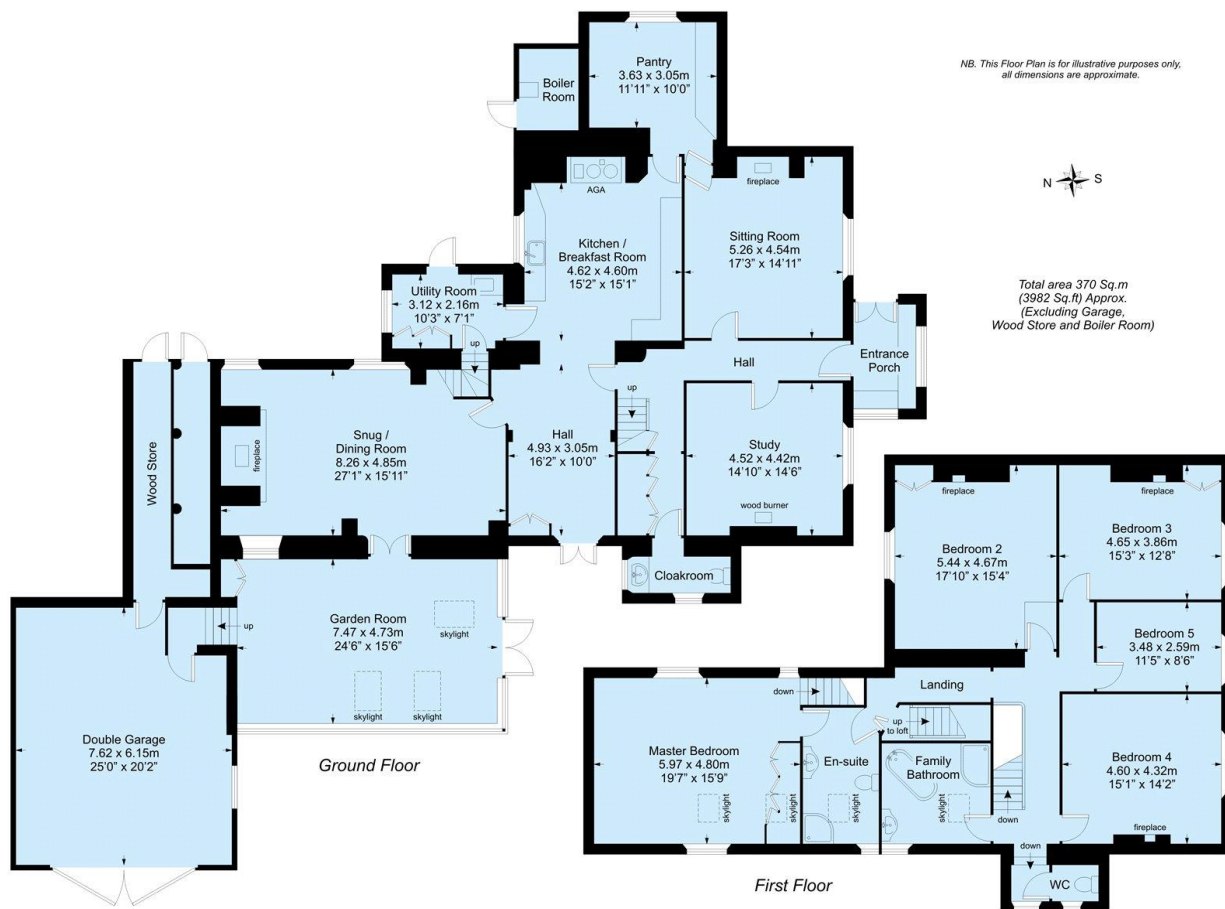 NB. This Floor Plan is for illustrative purposes only,
all dimensions are approximate.
N S
Total area 370 Sq.m
(3982 Sq.ft) Approx.
(Excluding Garage,
Wood Store and Boiler Room)
Boiler
Room
Pantry
3.63 x 3.05m
11'11" x 10'0"
AGA
Kitchen /
Breakfast Room
4.62 x 4.60m
15'2" x 15'1"
fireplace
Sitting Room
5.26 x 4.54m
17'3" x 14'11"
Utility Room
3.12 x 2.16m
10'3" x 7'1"
up
Hall
Entrance
Porch
up
Wood Store
fireplace
Snug /
Dining Room
8.26 x 4.85m
27'1" x 15'11"
Hall
4.93 x 3.05m
16'2" x 10'0"
Study
4.52 x 4.42m
14'10" x 14'6"
wood burner
Cloakroom
up
Garden Room
7.47 x 4.73m
24'6" x 15'6"
skylight
skylight
skylight
Double Garage
7.62 x 6.15m
25'0" x 20'2"
Ground Floor
fireplace
Bedroom 2
5.44 x 4.67m
17'10" x 15'4"
fireplace
Bedroom 3
4.65 x 3.86m
15'3" x 12'8"
Bedroom 5
3.48 x 2.59m
11'5" x 8'6"
Landing
down
up
to loft
Master Bedroom
5.97 x 4.80m
19'7" x 15'9"
skylight
skylight
En-suite
skylight
Family
Bathroom
skylight
down
Bedroom 4
4.60 x 4.32m
15'1" x 14'2"
fireplace
down
WC
First Floor